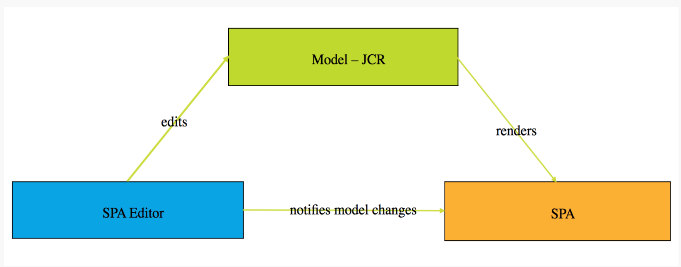 Model – JCR
edits
renders
SPA Editor
notifies model changes
SPA